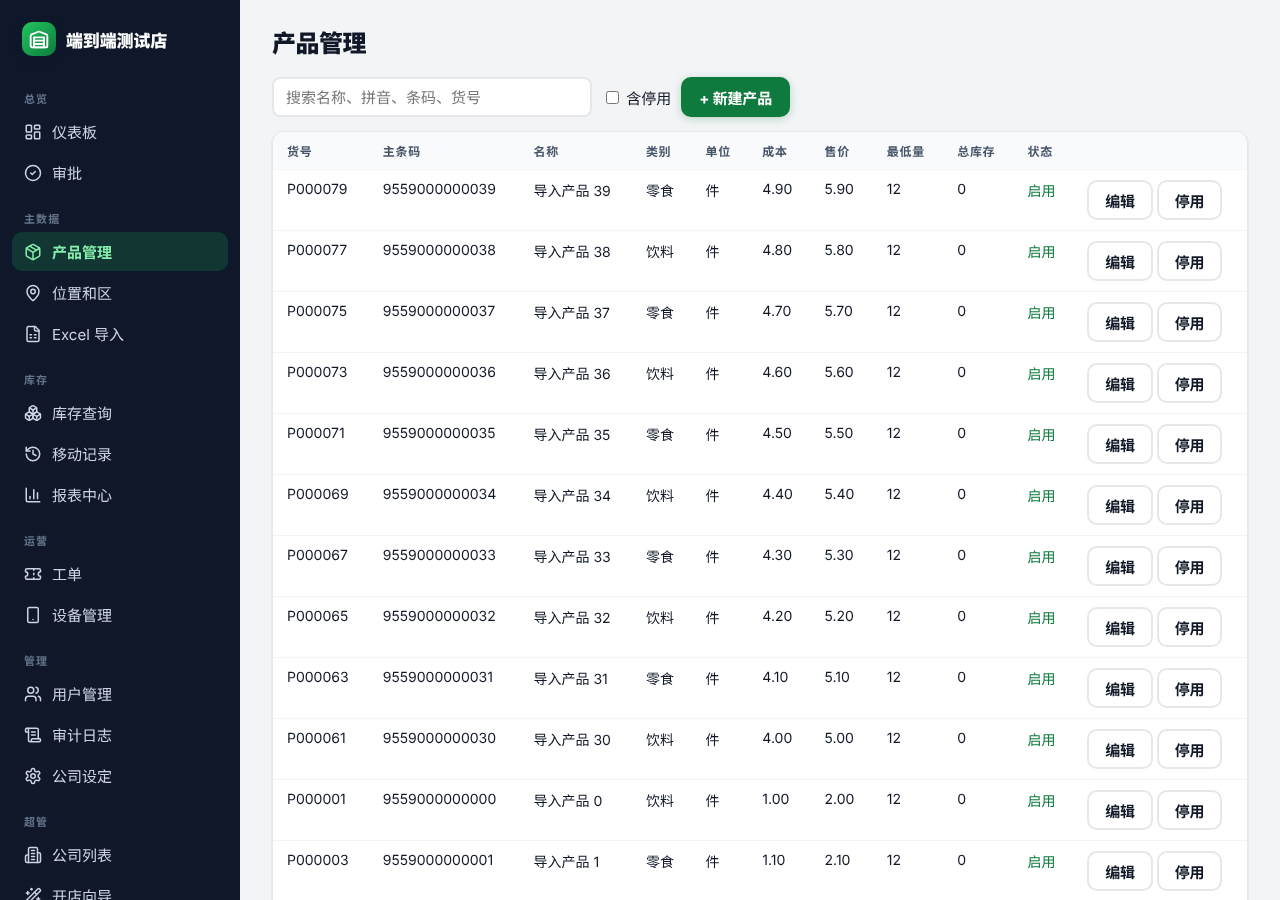 端到端测试店
总览
仪表板
审批
主数据
产品管理
位置和区
Excel 导入
库存
库存查询
移动记录
报表中心
运营
工单
设备管理
管理
用户管理
审计日志
公司设定
超管
公司列表
开店向导
产品管理
搜索名称、拼音、条码、货号
含停用
+ 新建产品
货号 主条码 名称 类别 单位 成本 售价 最低量 总库存 状态
P000079 9559000000039 导入产品 39 零食 件 4.90 5.90 12 0 启用 编辑 停用
P000077 9559000000038 导入产品 38 饮料 件 4.80 5.80 12 0 启用 编辑 停用
P000075 9559000000037 导入产品 37 零食 件 4.70 5.70 12 0 启用 编辑 停用
P000073 9559000000036 导入产品 36 饮料 件 4.60 5.60 12 0 启用 编辑 停用
P000071 9559000000035 导入产品 35 零食 件 4.50 5.50 12 0 启用 编辑 停用
P000069 9559000000034 导入产品 34 饮料 件 4.40 5.40 12 0 启用 编辑 停用
P000067 9559000000033 导入产品 33 零食 件 4.30 5.30 12 0 启用 编辑 停用
P000065 9559000000032 导入产品 32 饮料 件 4.20 5.20 12 0 启用 编辑 停用
P000063 9559000000031 导入产品 31 零食 件 4.10 5.10 12 0 启用 编辑 停用
P000061 9559000000030 导入产品 30 饮料 件 4.00 5.00 12 0 启用 编辑 停用
P000001 9559000000000 导入产品 0 饮料 件 1.00 2.00 12 0 启用 编辑 停用
P000003 9559000000001 导入产品 1 零食 件 1.10 2.10 12 0 启用 编辑 停用